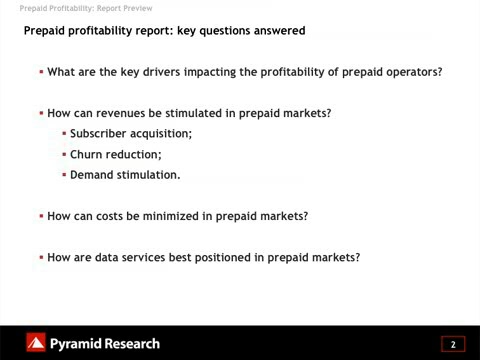 Prepaid Profitability: Report Preview
Prepaid profitability report: key questions answered
What are the key drivers impacting the profitability of prepaid operators?
How can revenues be stimulated in prepaid markets?
Subscriber acquisition;
Churn reduction;
Demand stimulation.
How can costs be minimized in prepaid markets?
How are data services best positioned in prepaid markets?
Pyramid Research
2